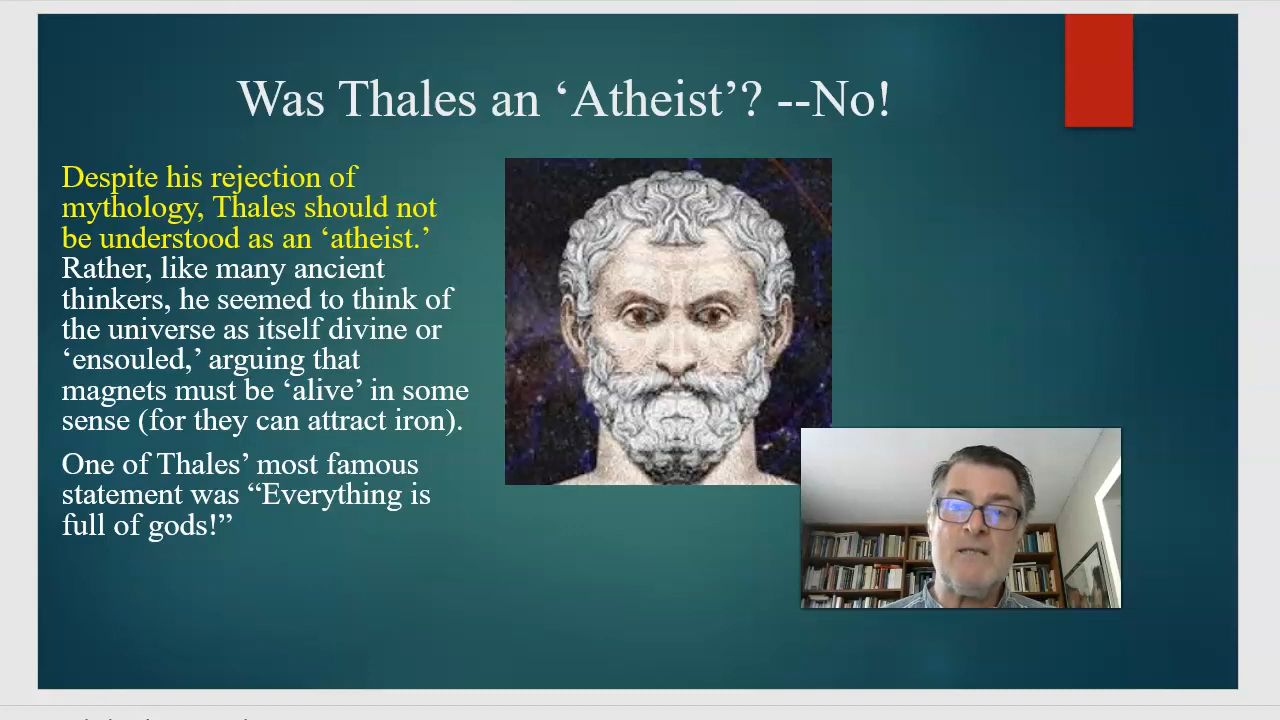 Was Thales an ‘Atheist’? --No!
Despite his rejection of
mythology, Thales should not
be understood as an ‘atheist.’
Rather, like many ancient
thinkers, he seemed to think of
the universe as itself divine or
‘ensouled,’ arguing that
magnets must be ‘alive’ in some
sense (for they can attract iron).
One of Thales’ most famous
statement was “Everything is
full of gods!”